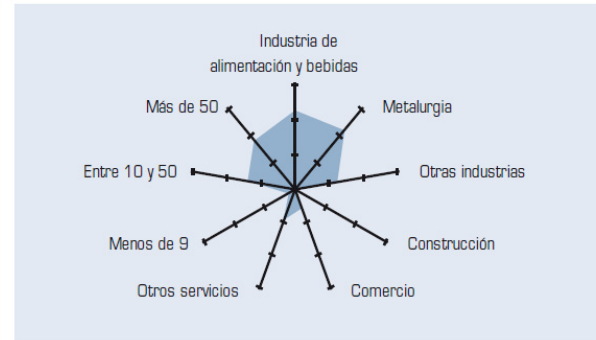 Industria de
alimentación y bebidas
Más de 50
Metalurgia
Entre 10 y 50
Otras industrias
Menos de 9
Construcción
Otros servicios
Comercio